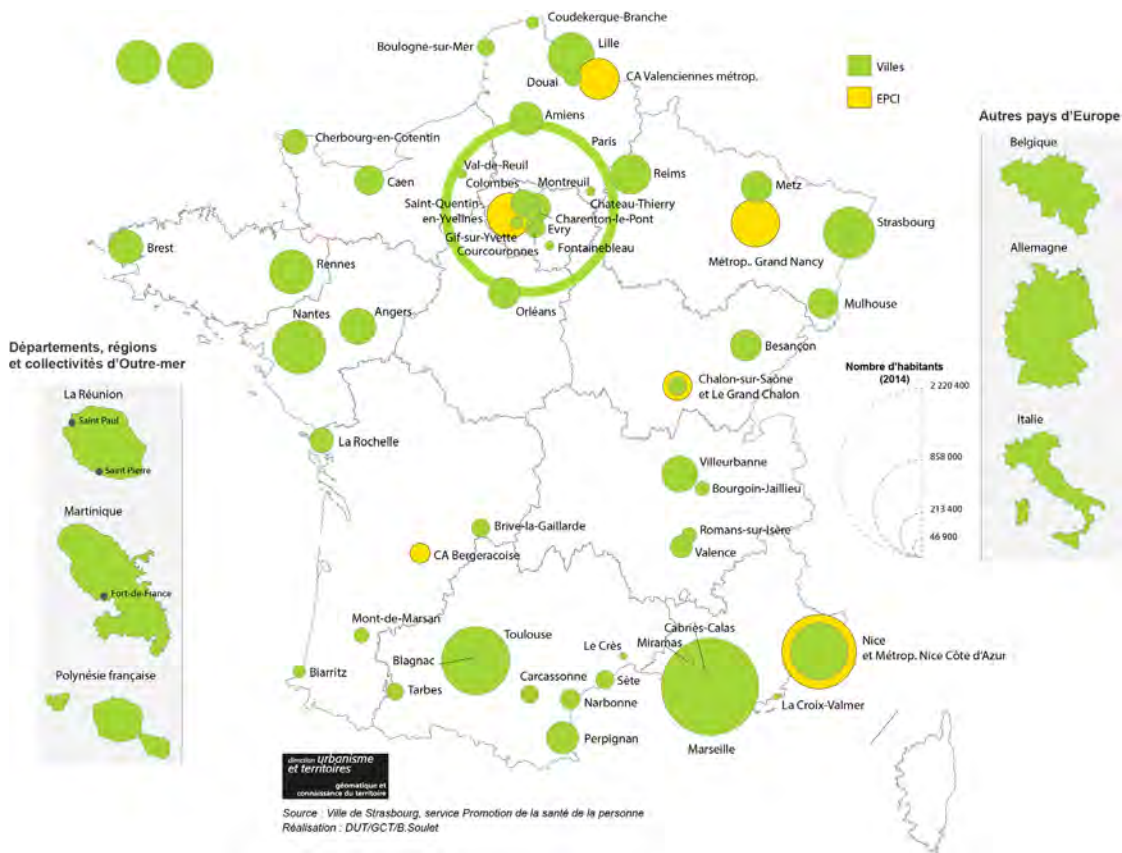 Coudekerque-Branche
Boulogne-sur-Mer
Lille
Douai
CA Valenciennes métrop.
Villes
EPCI
Amiens
Cherbourg-en-Cotentin
Paris
Caen
Val-de-Reuil
Colombes
Montreuil
Reims
Metz
Saint-Quentin-
en-Yvelines
Chateau-Thierry
Charenton-le-Pont
Evry
Gif-sur-Yvette
Courcouronnes
Fontainebleau
Strasbourg
Métrop. Grand Nancy
Brest
Rennes
Orléans
Mulhouse
Nantes
Angers
Besançon
Chalon-sur-Saône
et Le Grand Chalon
La Rochelle
Villeurbanne
Bourgoin-Jaillieu
Brive-la-Gaillarde
Romans-sur-Isère
Valence
CA Bergeracoise
Mont-de-Marsan
Toulouse
Blagnac
Le Crès
Cabriès-Calas
Miramas
Nice
et Métrop. Nice Côte d'Azur
Biarritz
Tarbes
Carcassonne
Sète
Narbonne
La Croix-Valmer
Perpignan
Marseille
Départements, régions
et collectivités d'Outre-mer
La Réunion
Saint Paul
Saint Pierre
Martinique
Fort-de-France
Polynésie française
Autres pays d'Europe
Belgique
Allemagne
Italie
Nombre d'habitants
(2014)
2 220 400
858 000
213 400
46 900
direction urbanisme
et territoires
géomatique et
connaissance du territoire
Source : Ville de Strasbourg, service Promotion de la santé de la personne
Réalisation : DUT/GCT/B.Soulet